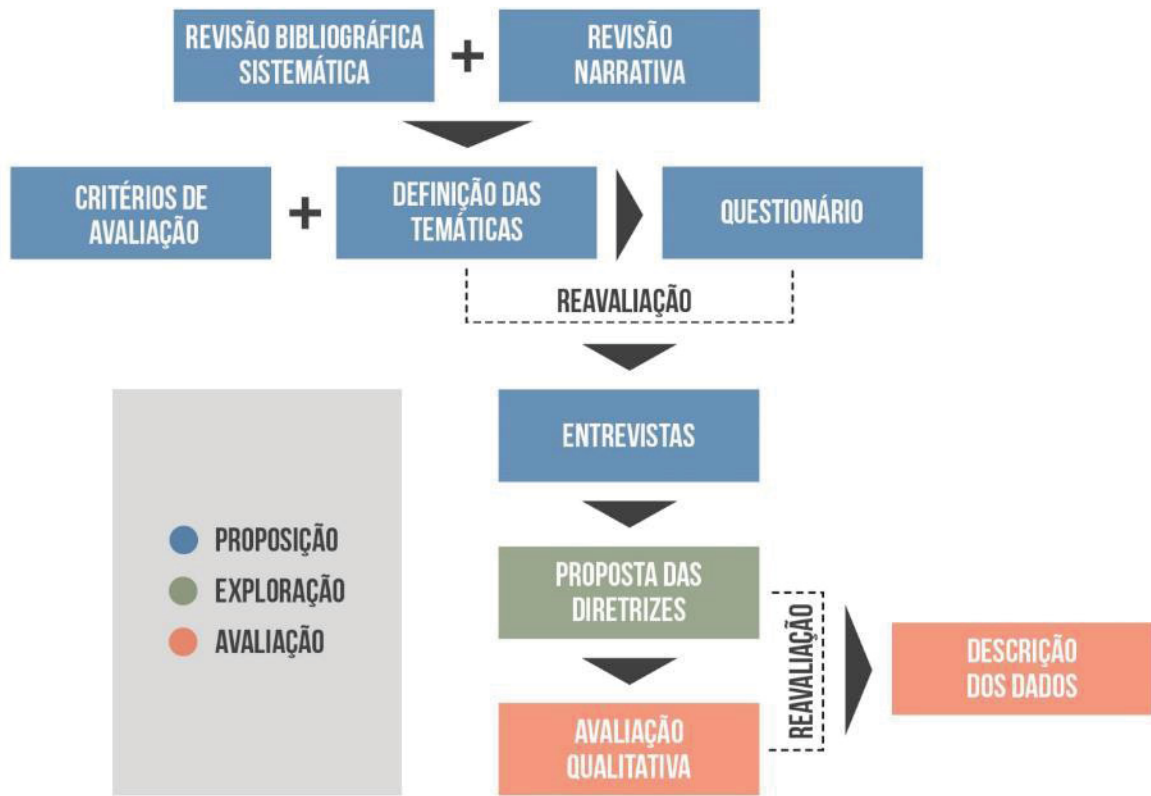 REVISÃO BIBLIOGRÁFICA
SISTEMÁTICA
+
REVISÃO
NARRATIVA
CRITÉRIOS DE
AVALIAÇÃO
+
DEFINIÇÃO DAS
TEMÁTICAS
QUESTIONÁRIO
REAVALIAÇÃO
ENTREVISTAS
PROPOSIÇÃO
EXPLORAÇÃO
AVALIAÇÃO
PROPOSTA DAS
DIRETRIZES
REAVALIAÇÃO
AVALIAÇÃO
QUALITATIVA
DESCRIÇÃO
DOS DADOS